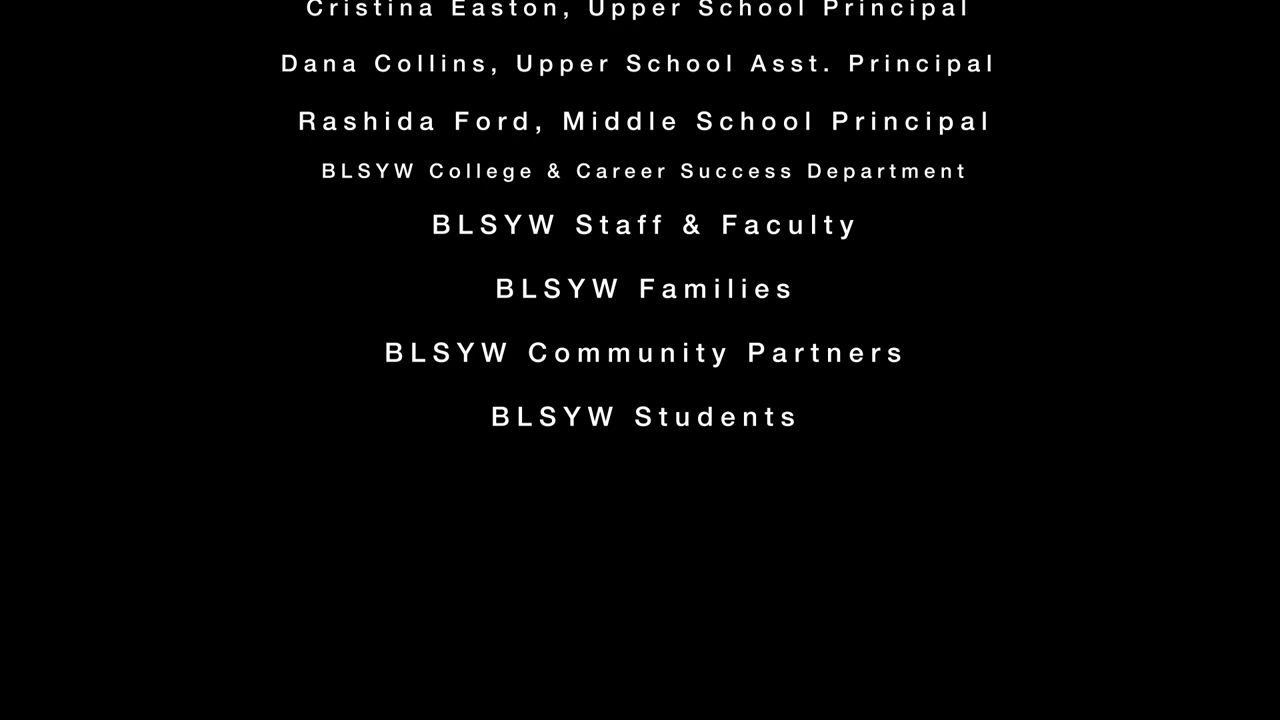 Cristina Easton, Upper School Principal
Dana Collins, Upper School Asst. Principal
Rashida Ford, Middle School Principal
BLSYW College & Career Success Department
BLSYW Staff & Faculty
BLSYW Families
BLSYW Community Partners
BLSYW Students